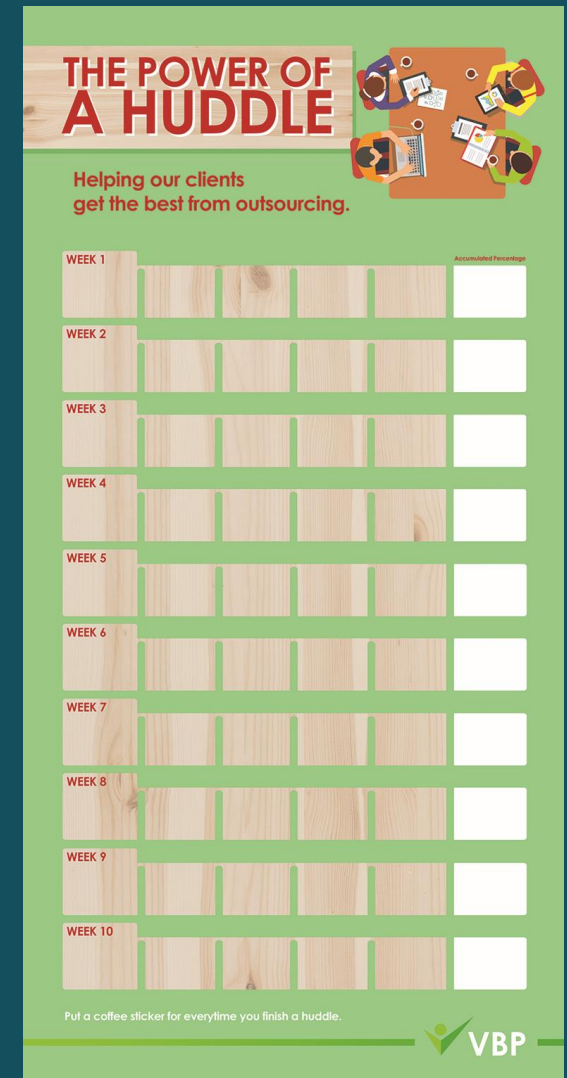 THE POWER OF
A HUDDLE
Helping our clients
get the best from outsourcing.
WEEK 1
Accumulated Percentage
WEEK 2
WEEK 3
WEEK 4
WEEK 5
WEEK 6
WEEK 7
WEEK 8
WEEK 9
WEEK 10
Put a coffee sticker for everytime you finish a huddle.
VBP